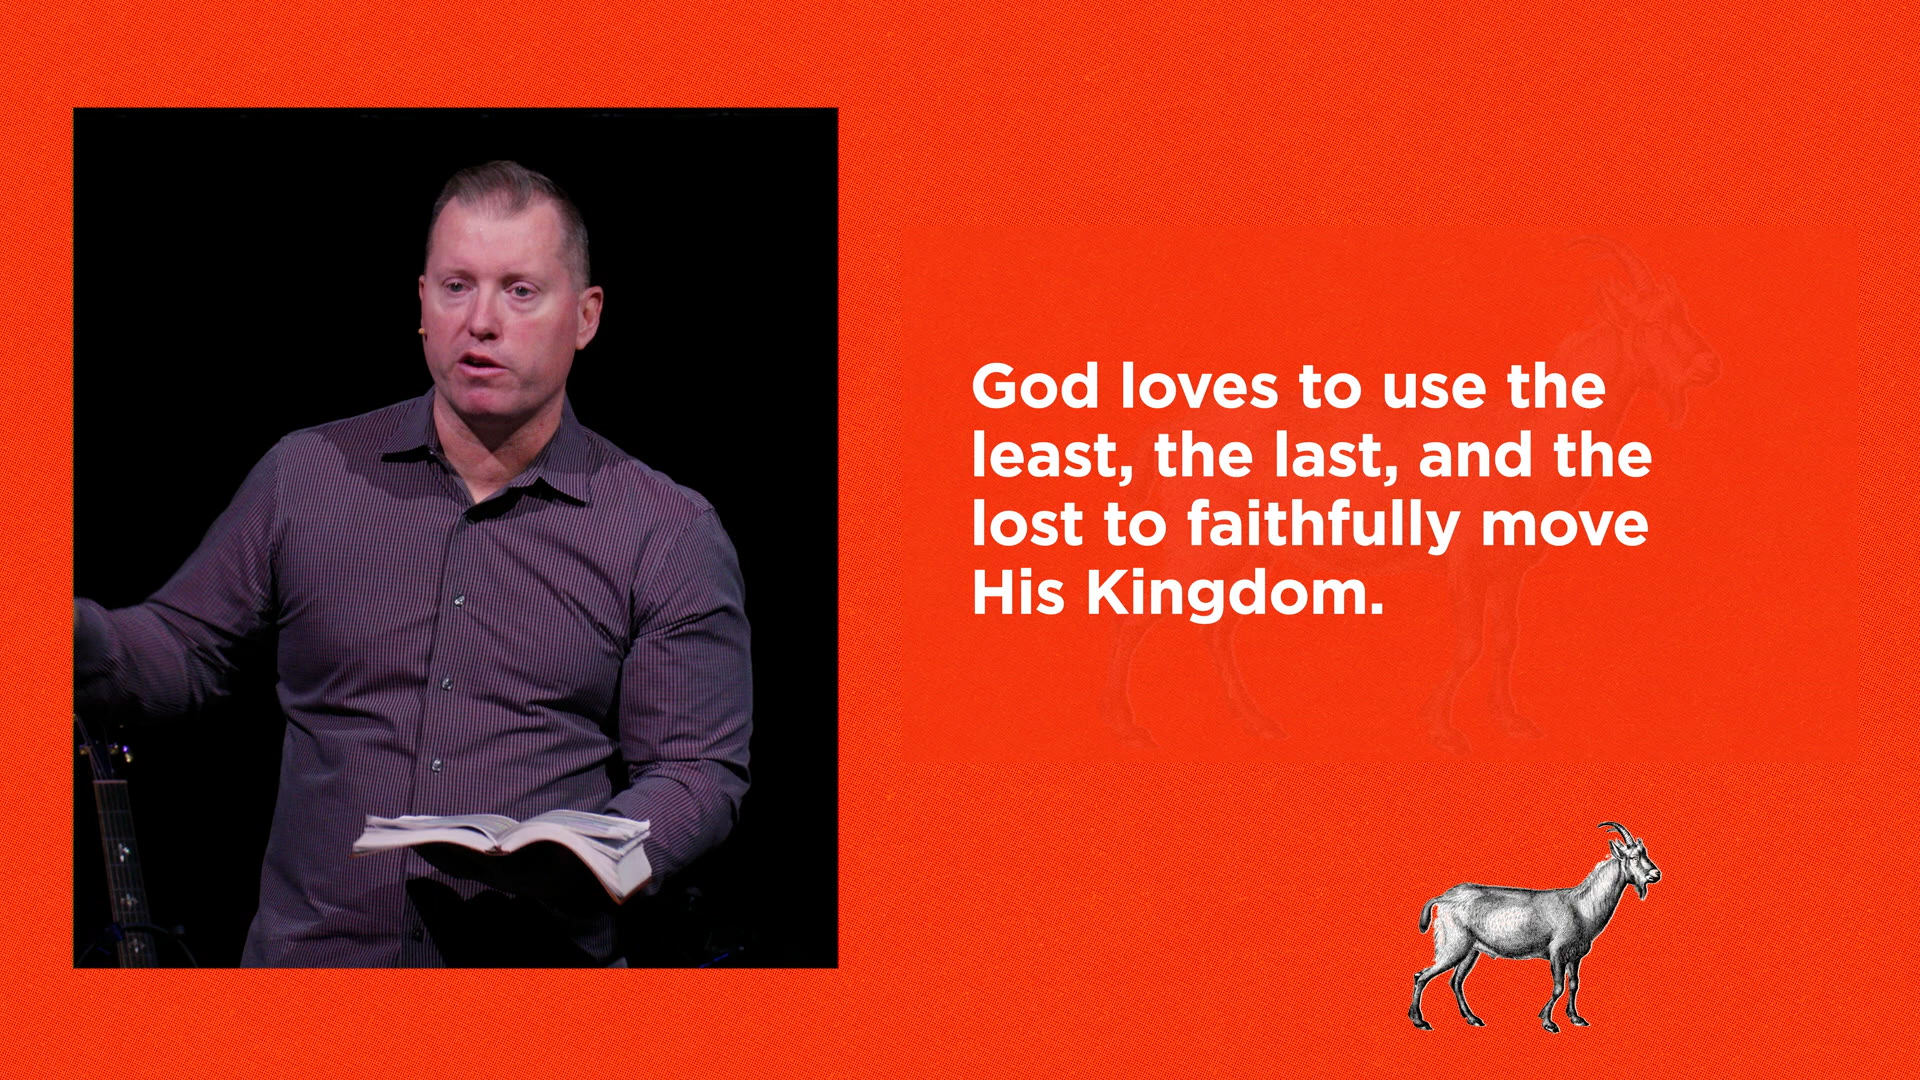 God loves to use the
least, the last, and the
lost to faithfully move
His Kingdom.